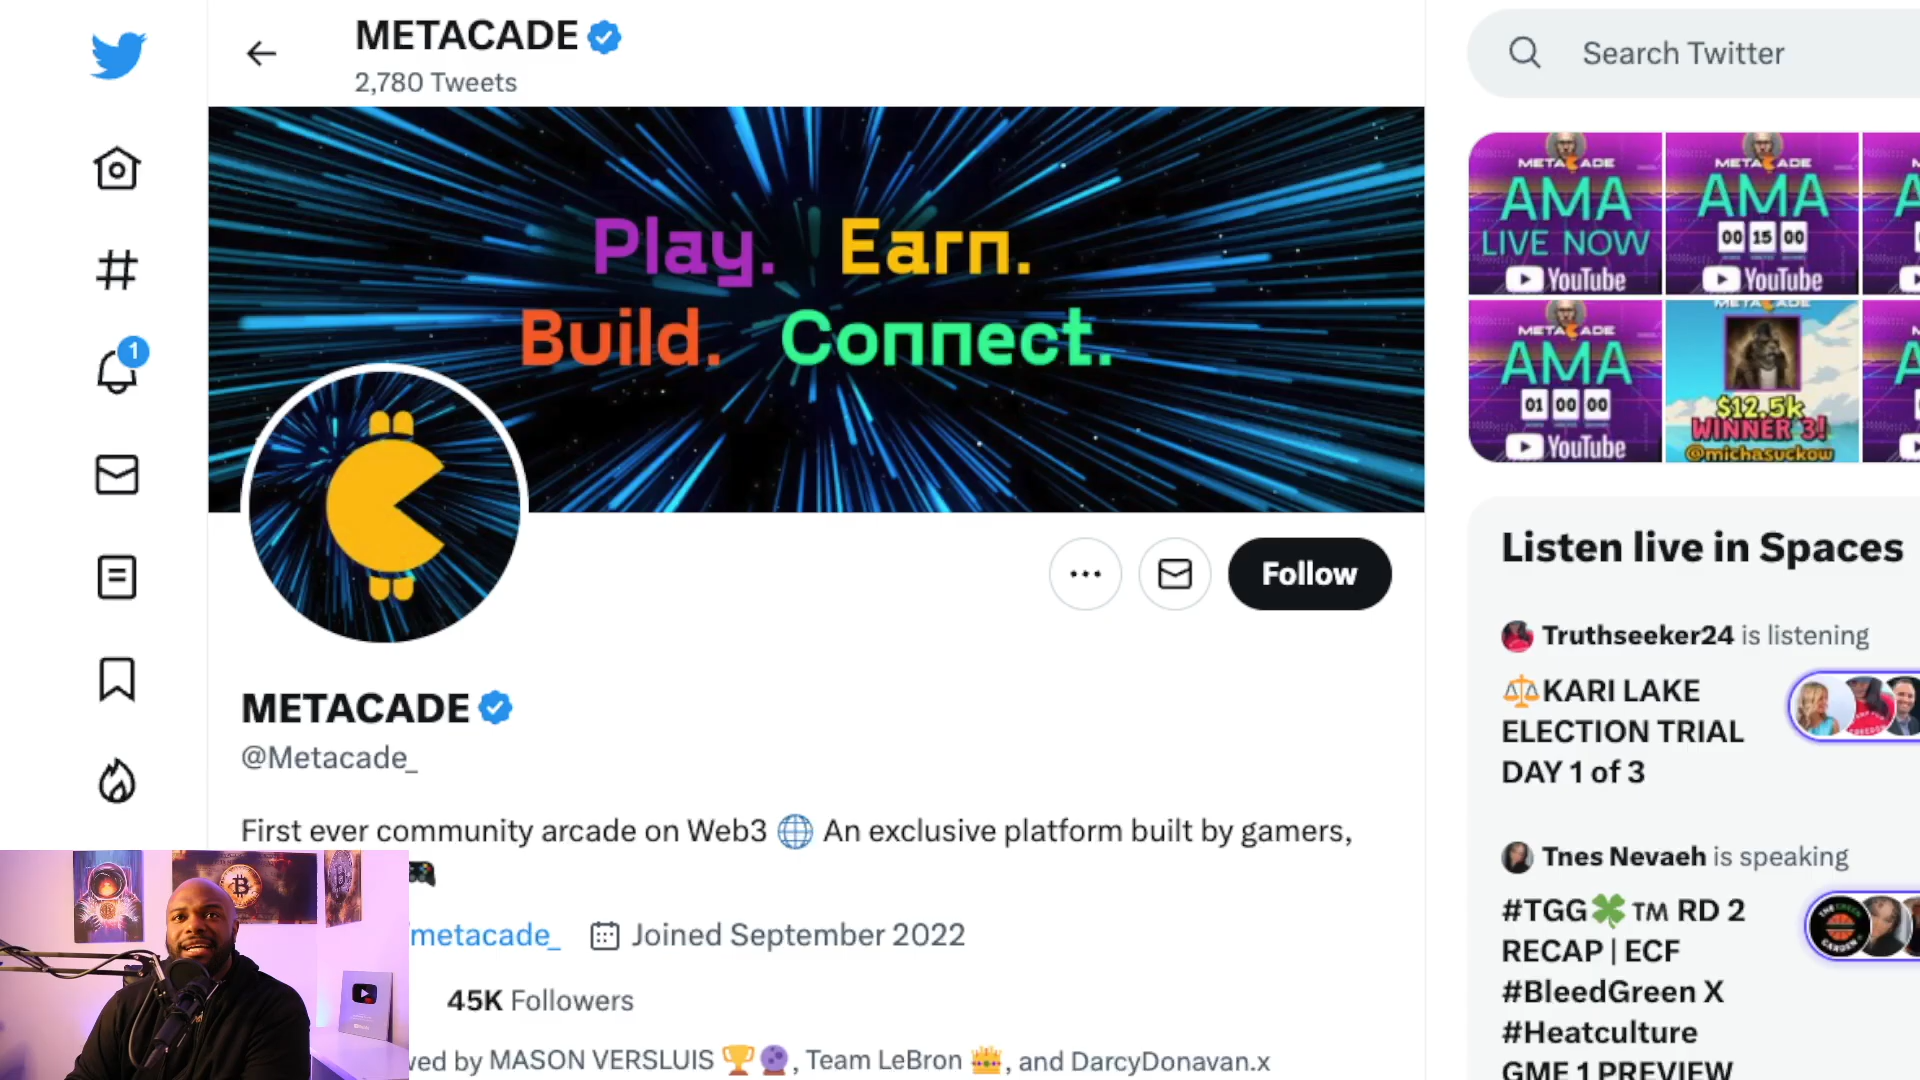 METACADE
2,780 Tweets
Search Twitter
Play. Earn.
Build. Connect.
METACADE
AMA
LIVE NOW
YouTube
METACADE
AMA
00 15 00
YouTube
METACADE
AMA
01 00 00
YouTube
METACADE
$12.5k
WINNER 3!
@michasuckow
1
Follow
Listen live in Spaces
Truthseeker24 is listening
KARI LAKE
ELECTION TRIAL
DAY 1 of 3
METACADE
@Metacade_
First ever community arcade on Web3 🌐 An exclusive platform built by gamers,
metacade_ Joined September 2022
45K Followers
MASON VERSLUIS 🏆🔮, Team LeBron 👑, and DarcyDonavan.x
Tnes Nevaeh is speaking
#TGG🍀™ RD 2
RECAP | ECF
#BleedGreen X
#Heatculture
GME 1 PREVIEW